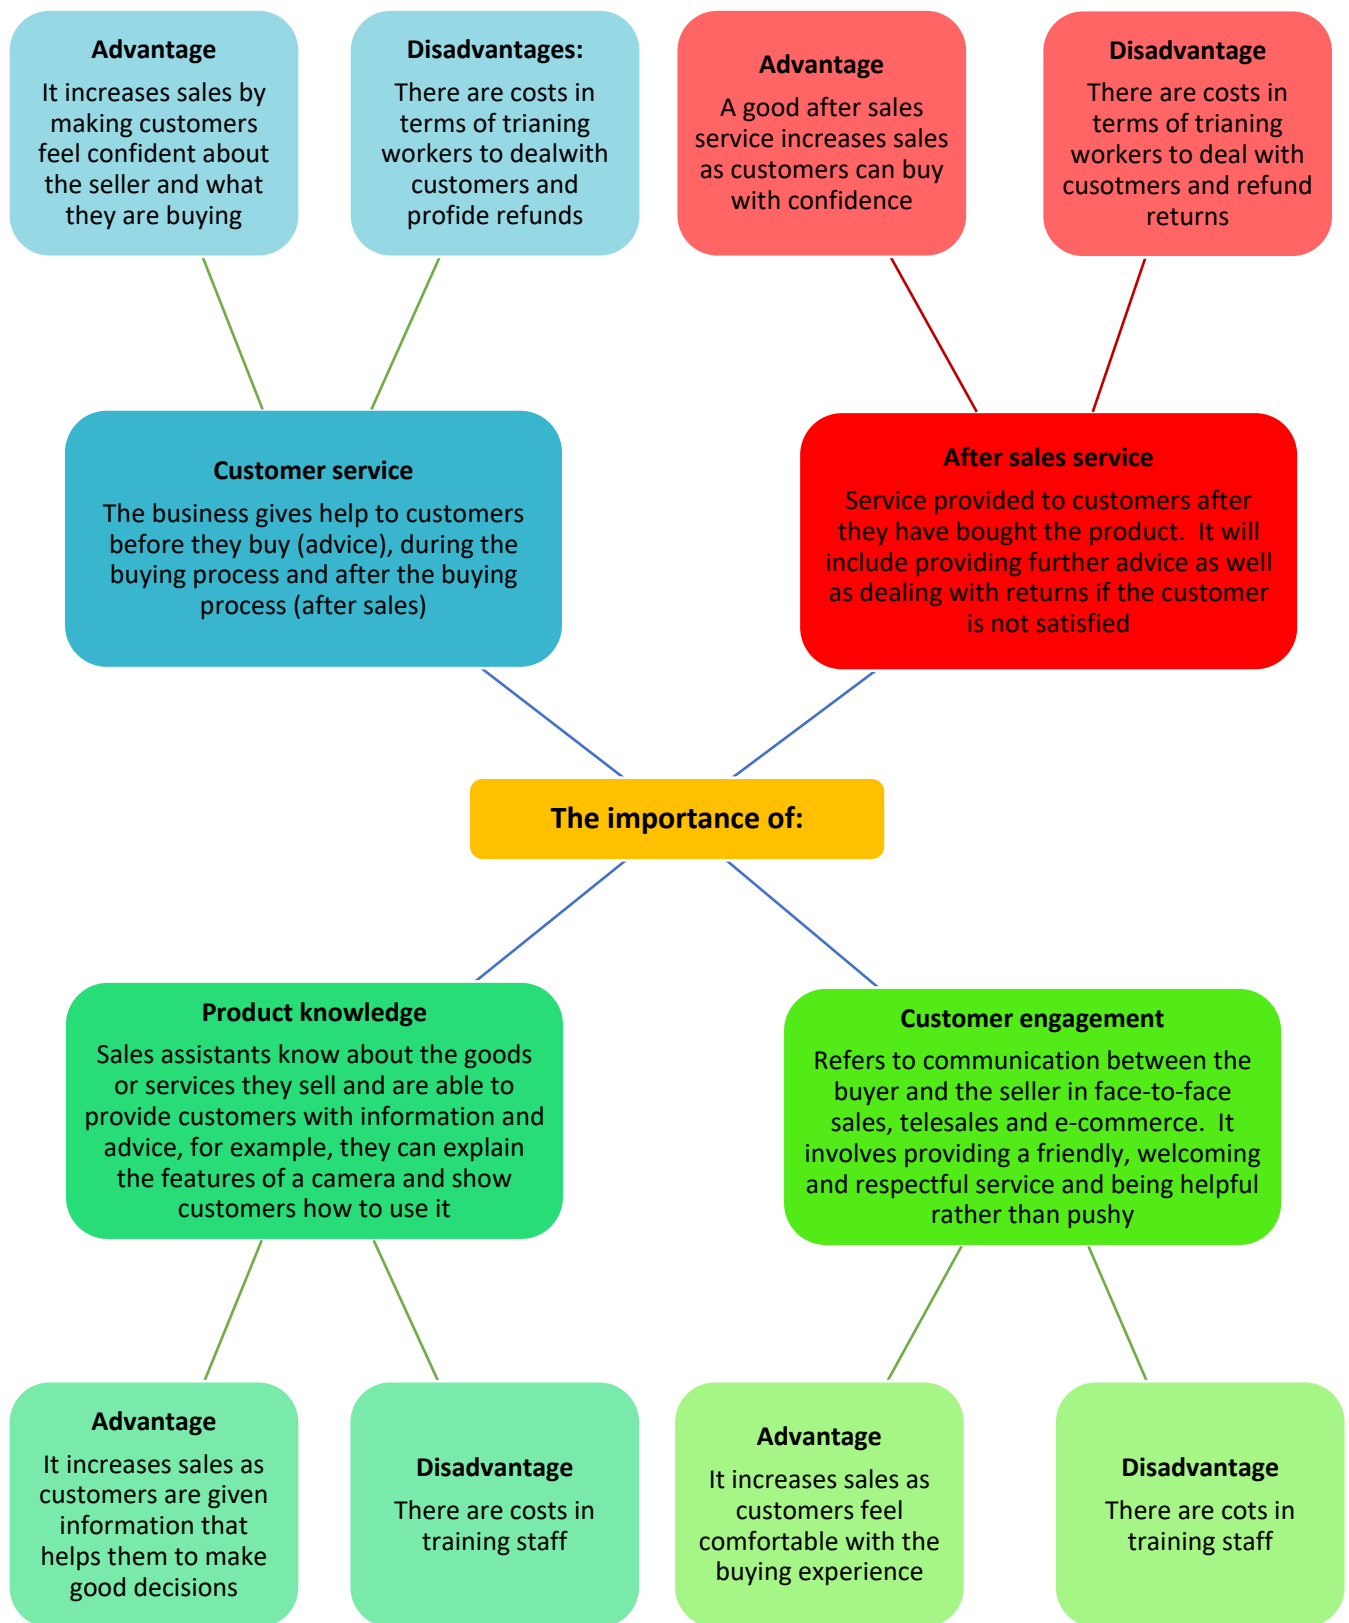 Advantage
It increases sales by
making customers
feel confident about
the seller and what
they are buying
Disadvantages:
There are costs in
terms of trianing
workers to dealwith
customers and
profide refunds
Advantage
A good after sales
service increases sales
as customers can buy
with confidence
Disadvantage
There are costs in
terms of trianing
workers to deal with
cusotmers and refund
returns
Customer service
The business gives help to customers
before they buy (advice), during the
buying process and after the buying
process (after sales)
After sales service
Service provided to customers after
they have bought the product.  It will
include providing further advice as well
as dealing with returns if the customer
is not satisfied
The importance of:
Product knowledge
Sales assistants know about the goods
or services they sell and are able to
provide customers with information and
advice, for example, they can explain
the features of a camera and show
customers how to use it
Customer engagement
Refers to communication between the
buyer and the seller in face-to-face
sales, telesales and e-commerce.  It
involves providing a friendly, welcoming
and respectful service and being helpful
rather than pushy
Advantage
It increases sales as
customers are given
information that
helps them to make
good decisions
Disadvantage
There are costs in
training staff
Advantage
It increases sales as
customers feel
comfortable with the
buying experience
Disadvantage
There are cots in
training staff